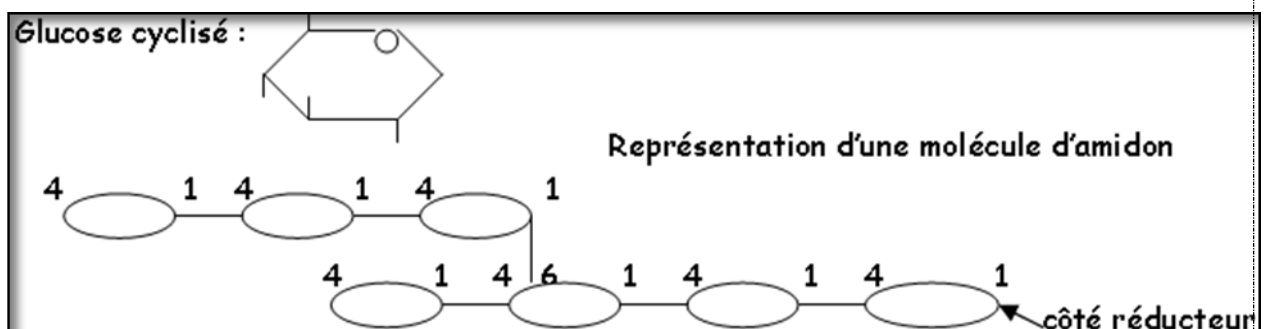 Glucose cyclisé :
O
Représentation d'une molécule d'amidon
4 1 4 1 4 1
4 1 4 6 1 4 1 4 1
côté réducteur